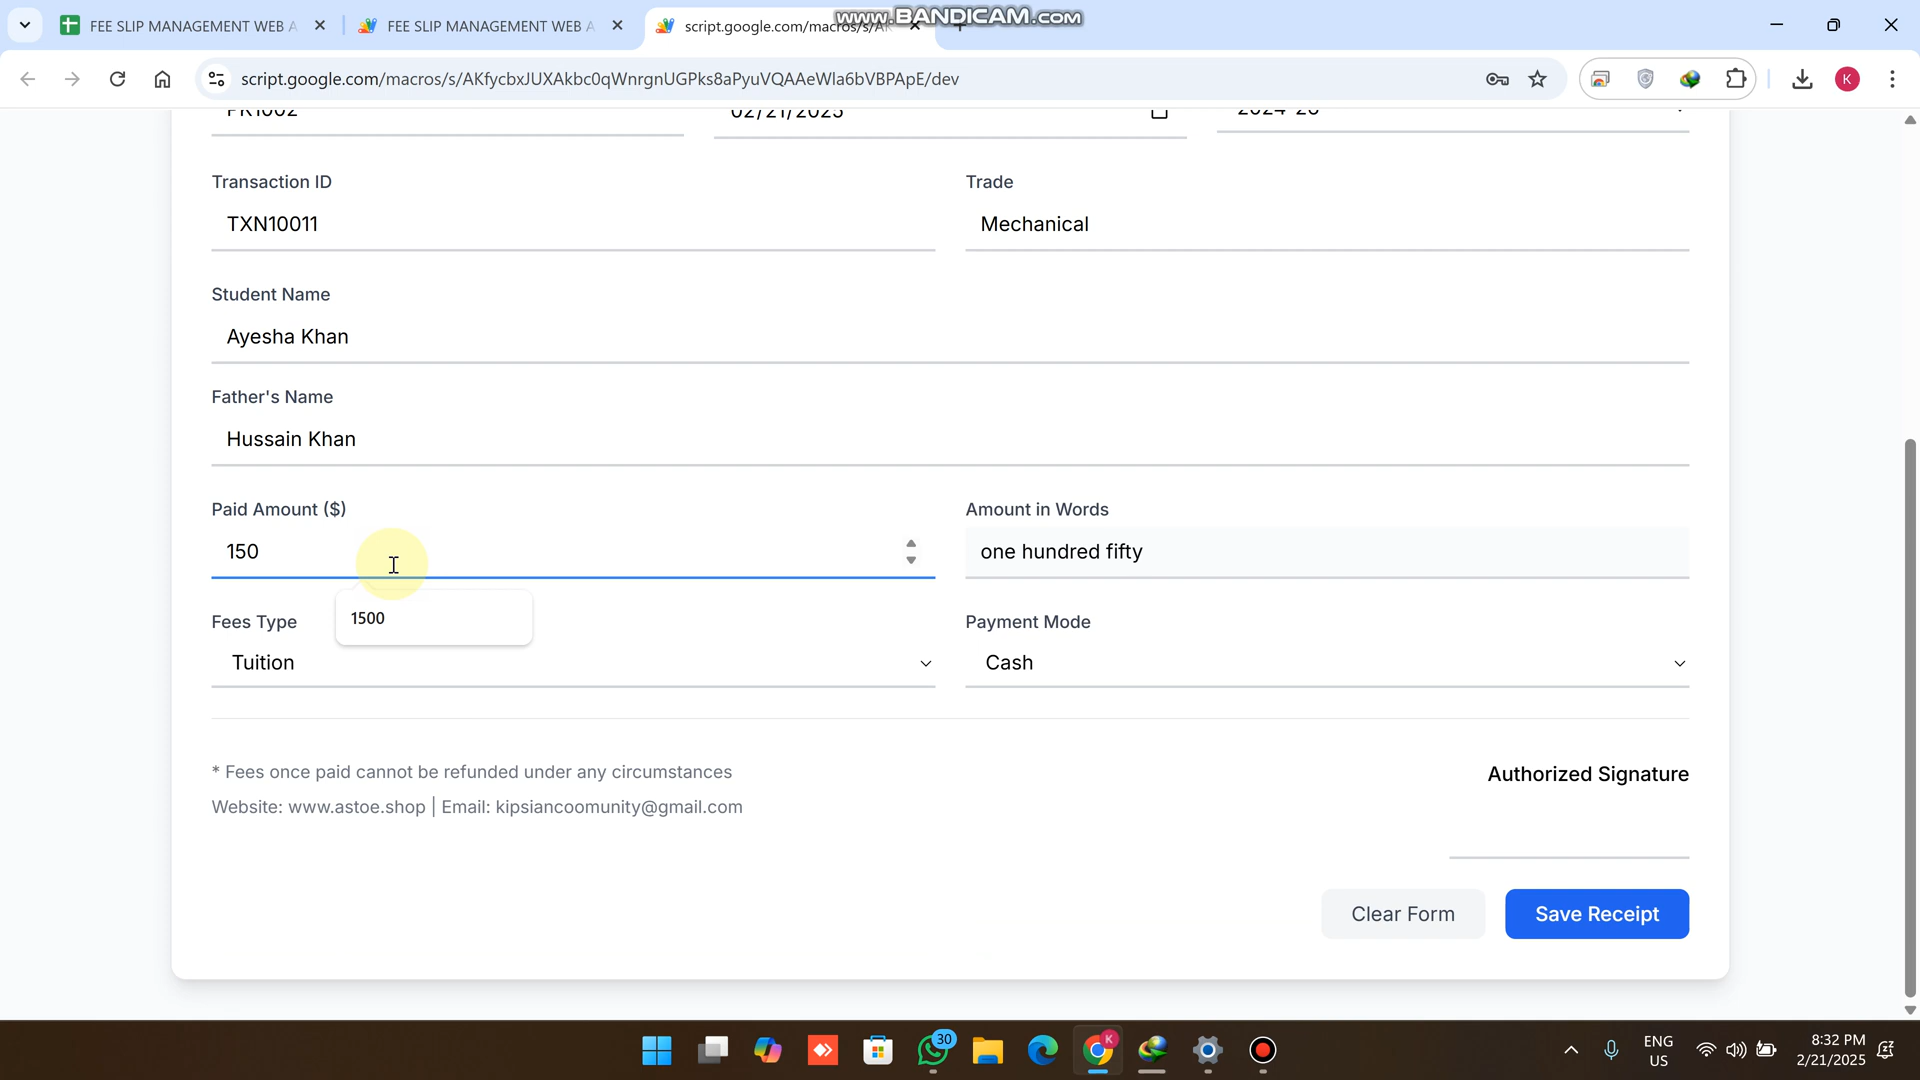 FEE SLIP MANAGEMENT WEB A
FEE SLIP MANAGEMENT WEB A
script.google.com/macros/s/A
www.BANDICAM.com
script.google.com/macros/s/AKfycbxJUXAkbc0qWnrgnUGPks8aPyuVQAAeWla6bVBPApE/dev
K
PK1002
02/21/2025
2024-26
Transaction ID
Trade
TXN10011
Mechanical
Student Name
Ayesha Khan
Father's Name
Hussain Khan
Paid Amount ($)
Amount in Words
150
one hundred fifty
1500
Fees Type
Payment Mode
Tuition
Cash
* Fees once paid cannot be refunded under any circumstances
Authorized Signature
Website: www.astoe.shop | Email: kipsiancoomunity@gmail.com
Clear Form
Save Receipt
30
K
ENG
US
8:32 PM
2/21/2025